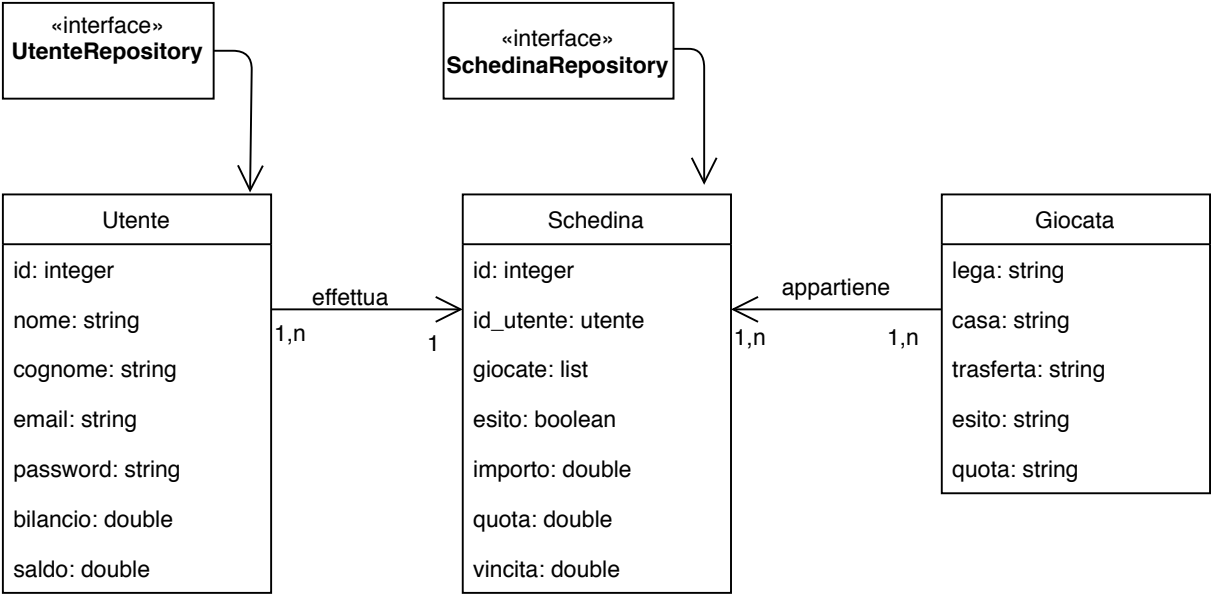 «interface»
UtenteRepository
«interface»
SchedinaRepository
Utente
id: integer
nome: string
cognome: string
email: string
password: string
bilancio: double
saldo: double
effettua
1,n
1
Schedina
id: integer
id_utente: utente
giocate: list
esito: boolean
importo: double
quota: double
vincita: double
appartiene
1,n
1,n
Giocata
lega: string
casa: string
trasferta: string
esito: string
quota: string